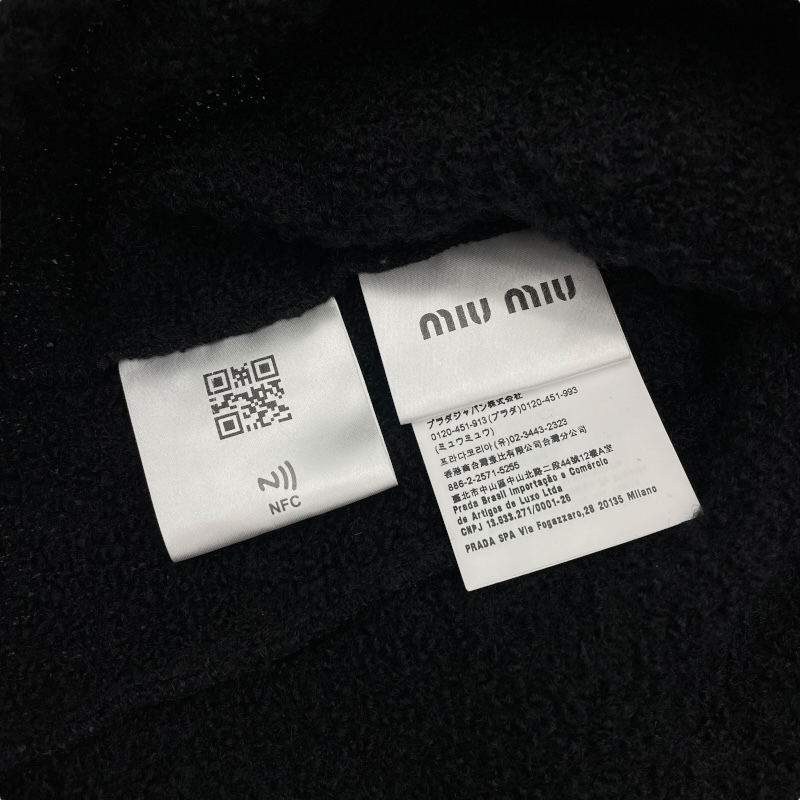 NFC
MIU MIU
プラダジャパン株式会社
0120-451-913 (プラダ)0120-451-993
(ミュウミュウ)
프라다코리아 (유)02-3443-2323
香港商台灣普比有限公司台灣分公司
886-2-2571-5255
臺北市中山區中山北路二段44號12樓A室
Prada Brasil Importação e Comércio
de Artigos de Luxo Ltda.
CNPJ 13.633.271/0001-26
PRADA SPA Via Fogazzaro,28 20135 Milano